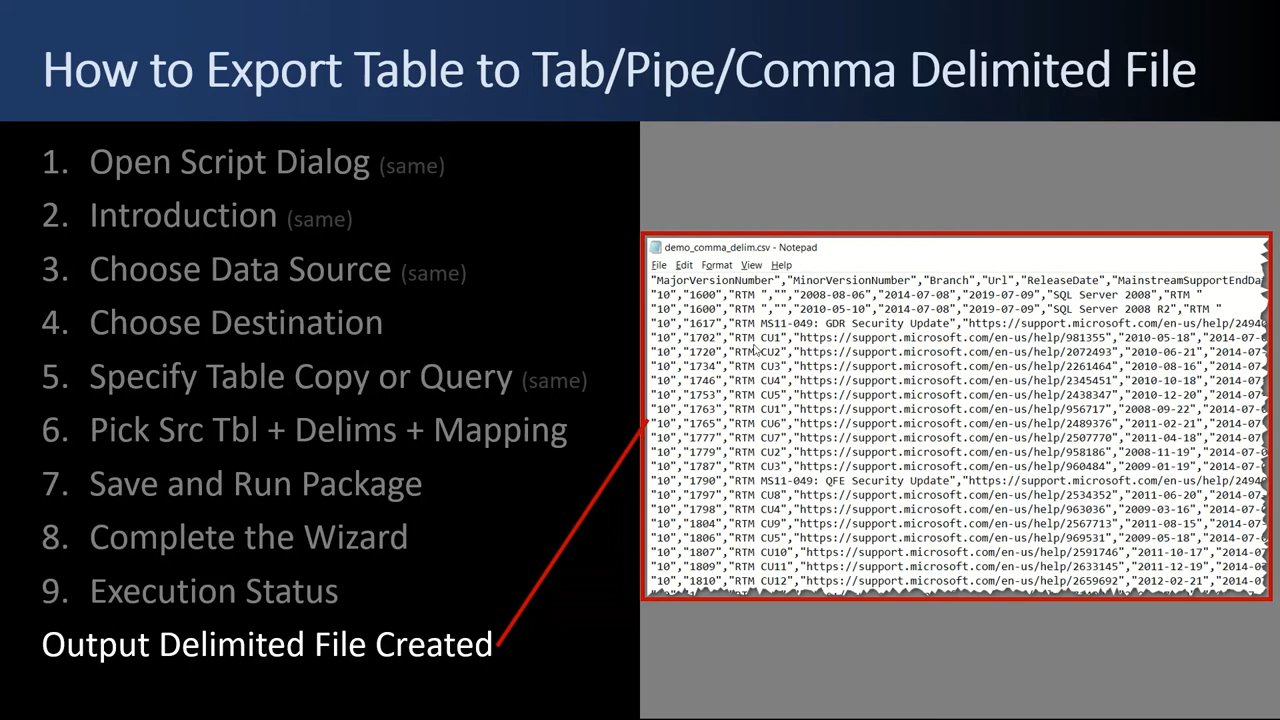 How to Export Table to Tab/Pipe/Comma Delimited File
1. Open Script Dialog (same)
2. Introduction (same)
3. Choose Data Source (same)
4. Choose Destination
5. Specify Table Copy or Query (same)
6. Pick Src Tbl + Delims + Mapping
7. Save and Run Package
8. Complete the Wizard
9. Execution Status
Output Delimited File Created
demo_comma_delim.csv - Notepad
File Edit Format View Help
"MajorVersionNumber","MinorVersionNumber","Branch","Url","ReleaseDate","MainstreamSupportEndDa
"10","1600","RTM ","","2008-08-06","2014-07-08","2019-07-09","SQL Server 2008","RTM "
"10","1600","RTM ","","2010-05-10","2014-07-08","2019-07-09","SQL Server 2008 R2","RTM "
"10","1617","RTM MS11-049: GDR Security Update","https://support.microsoft.com/en-us/help/2494
"10","1702","RTM CU1","https://support.microsoft.com/en-us/help/981355","2010-05-18","2014-07-
"10","1720","RTM CU2","https://support.microsoft.com/en-us/help/2072493","2010-06-21","2014-07
"10","1734","RTM CU3","https://support.microsoft.com/en-us/help/2261464","2010-08-16","2014-07
"10","1746","RTM CU4","https://support.microsoft.com/en-us/help/2345451","2010-10-18","2014-07
"10","1753","RTM CU5","https://support.microsoft.com/en-us/help/2438347","2010-12-20","2014-07
"10","1763","RTM CU1","https://support.microsoft.com/en-us/help/956717","2008-09-22","2014-07-
"10","1765","RTM CU6","https://support.microsoft.com/en-us/help/2489376","2011-02-21","2014-07
"10","1777","RTM CU7","https://support.microsoft.com/en-us/help/2507770","2011-04-18","2014-07
"10","1779","RTM CU2","https://support.microsoft.com/en-us/help/958186","2008-11-19","2014-07-
"10","1787","RTM CU3","https://support.microsoft.com/en-us/help/960484","2009-01-19","2014-07-
"10","1790","RTM MS11-049: QFE Security Update","https://support.microsoft.com/en-us/help/2494
"10","1797","RTM CU8","https://support.microsoft.com/en-us/help/2534352","2011-06-20","2014-07
"10","1798","RTM CU4","https://support.microsoft.com/en-us/help/963036","2009-03-16","2014-07-
"10","1804","RTM CU9","https://support.microsoft.com/en-us/help/2567713","2011-08-15","2014-07
"10","1806","RTM CU5","https://support.microsoft.com/en-us/help/969531","2009-05-18","2014-07-
"10","1807","RTM CU10","https://support.microsoft.com/en-us/help/2591746","2011-10-17","2014-0
"10","1809","RTM CU11","https://support.microsoft.com/en-us/help/2633145","2011-12-19","2014-0
"10","1810","RTM CU12","https://support.microsoft.com/en-us/help/2659692","2012-02-21","2014-0